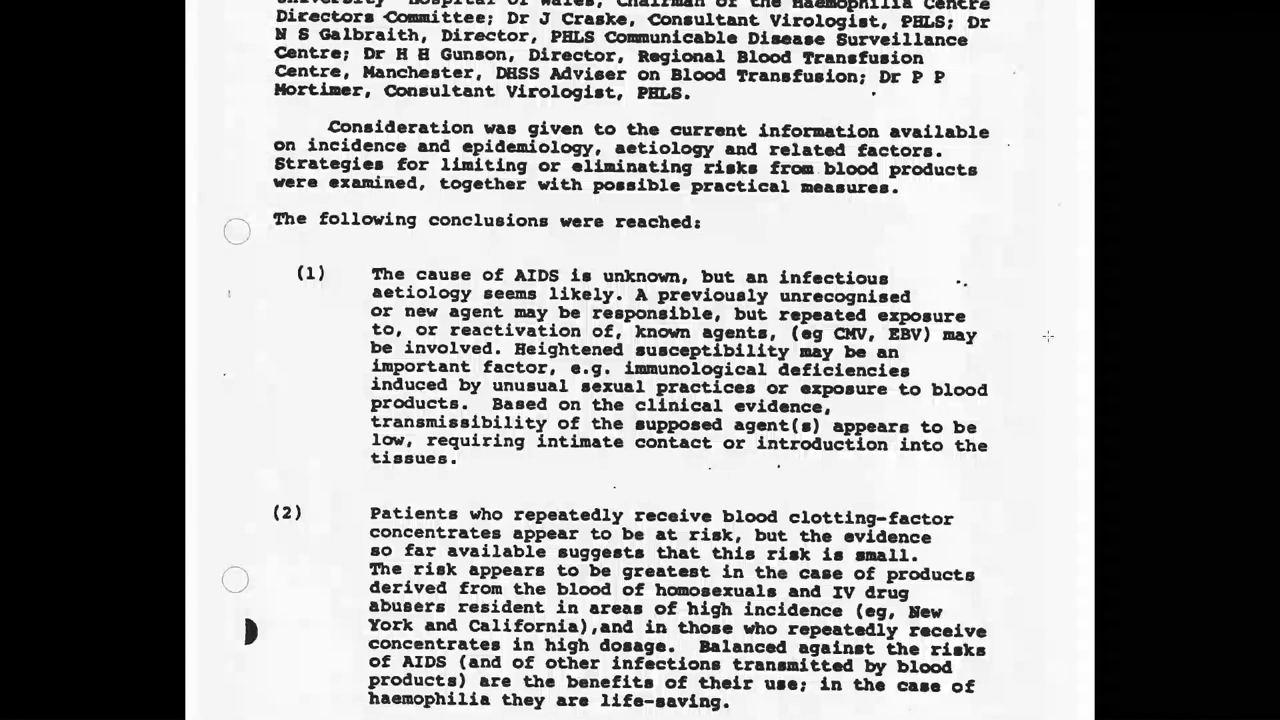 University Hospital of Wales, Chairman of the Haemophilia Centre
Directors Committee; Dr J Craske, Consultant Virologist, PHLS; Dr
N S Galbraith, Director, PHLS Communicable Disease Surveillance
Centre; Dr H H Gunson, Director, Regional Blood Transfusion
Centre, Manchester, DHSS Adviser on Blood Transfusion; Dr P P
Mortimer, Consultant Virologist, PHLS.
Consideration was given to the current information available
on incidence and epidemiology, aetiology and related factors.
Strategies for limiting or eliminating risks from blood products
were examined, together with possible practical measures.
The following conclusions were reached:
(1) The cause of AIDS is unknown, but an infectious
aetiology seems likely. A previously unrecognised
or new agent may be responsible, but repeated exposure
to, or reactivation of, known agents, (eg CMV, EBV) may
be involved. Heightened susceptibility may be an
important factor, e.g. immunological deficiencies
induced by unusual sexual practices or exposure to blood
products. Based on the clinical evidence,
transmissibility of the supposed agent(s) appears to be
low, requiring intimate contact or introduction into the
tissues.
(2) Patients who repeatedly receive blood clotting-factor
concentrates appear to be at risk, but the evidence
so far available suggests that this risk is small.
The risk appears to be greatest in the case of products
derived from the blood of homosexuals and IV drug
abusers resident in areas of high incidence (eg, New
York and California),and in those who repeatedly receive
concentrates in high dosage. Balanced against the risks
of AIDS (and of other infections transmitted by blood
products) are the benefits of their use; in the case of
haemophilia they are life-saving.